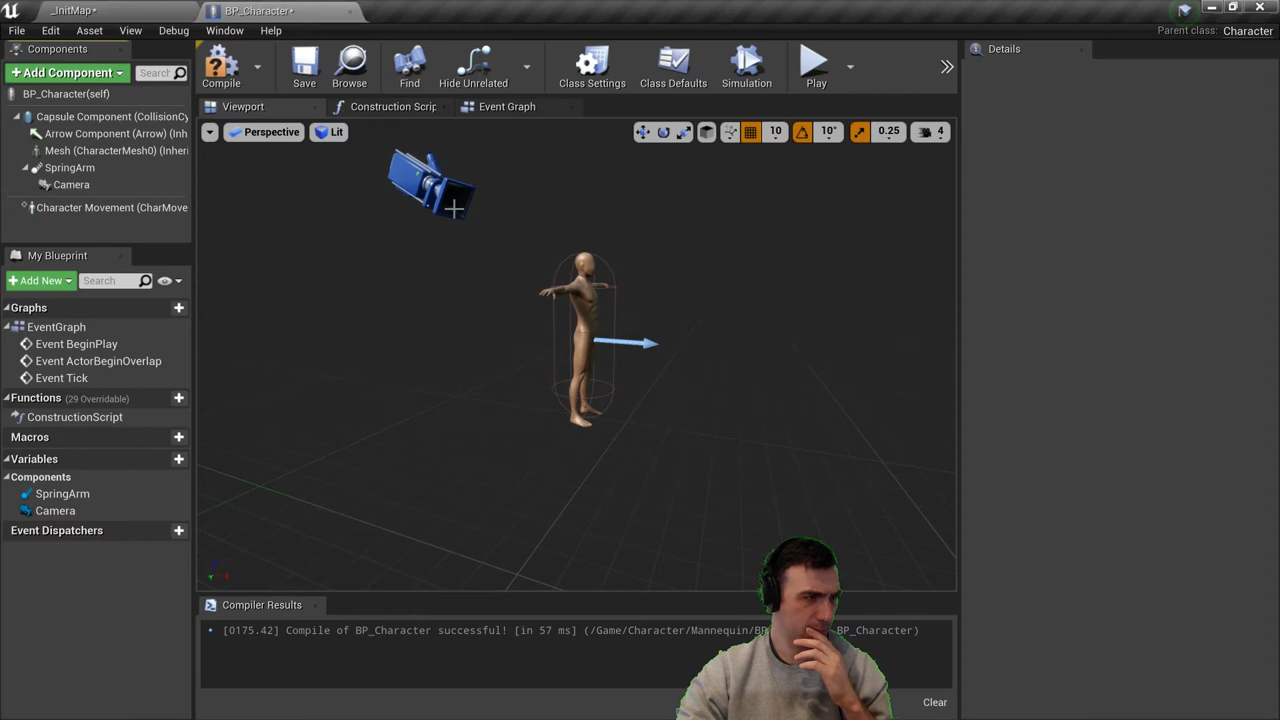 _InitMap•
BP_Character•
File Edit Asset View Debug Window Help
Parent class: Character
Components
Details
Add Component
Search
Compile
Save
Browse
Find
Hide Unrelated
Class Settings
Class Defaults
Simulation
Play
BP_Character(self)
Viewport
Construction Scrip
Event Graph
Capsule Component (CollisionCy
Arrow Component (Arrow) (Inh
Mesh (CharacterMesh0) (Inheri
SpringArm
Camera
Character Movement (CharMove
Perspective
Lit
10
10°
0.25
4
My Blueprint
Add New
Search
Graphs
EventGraph
Event BeginPlay
Event ActorBeginOverlap
Event Tick
Functions (29 Overridable)
ConstructionScript
Macros
Variables
Components
SpringArm
Camera
Event Dispatchers
Compiler Results
• [0175.42] Compile of BP_Character successful! [in 57 ms] (/Game/Character/Mannequin/BP BP_Character)
Clear